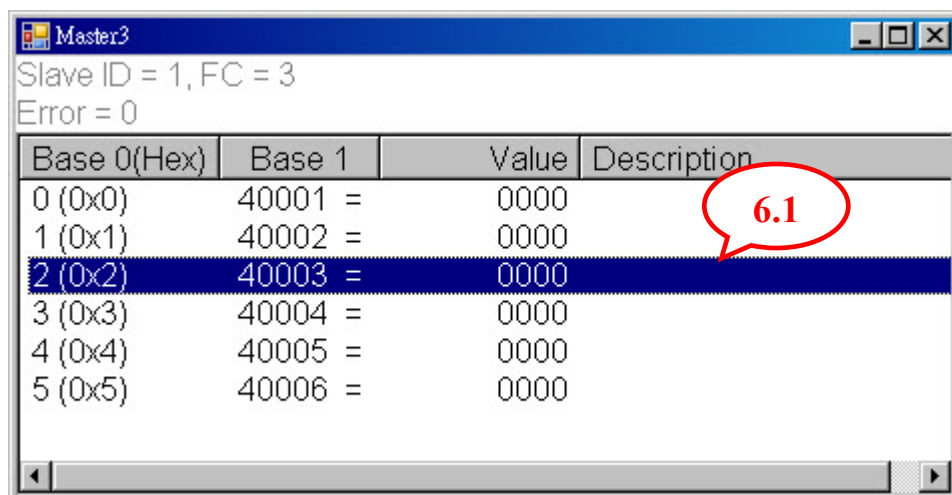 Master3
Slave ID = 1, FC = 3
Error = 0
Base 0(Hex) Base 1 Value Description
0 (0x0) 40001 = 0000
1 (0x1) 40002 = 0000
6.1
2 (0x2) 40003 = 0000
3 (0x3) 40004 = 0000
4 (0x4) 40005 = 0000
5 (0x5) 40006 = 0000